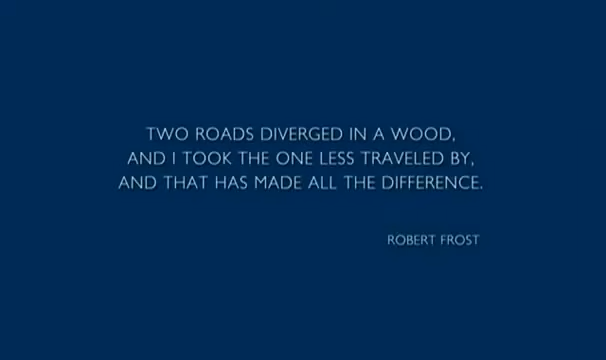 TWO ROADS DIVERGED IN A WOOD,
AND I TOOK THE ONE LESS TRAVELED BY,
AND THAT HAS MADE ALL THE DIFFERENCE.
ROBERT FROST